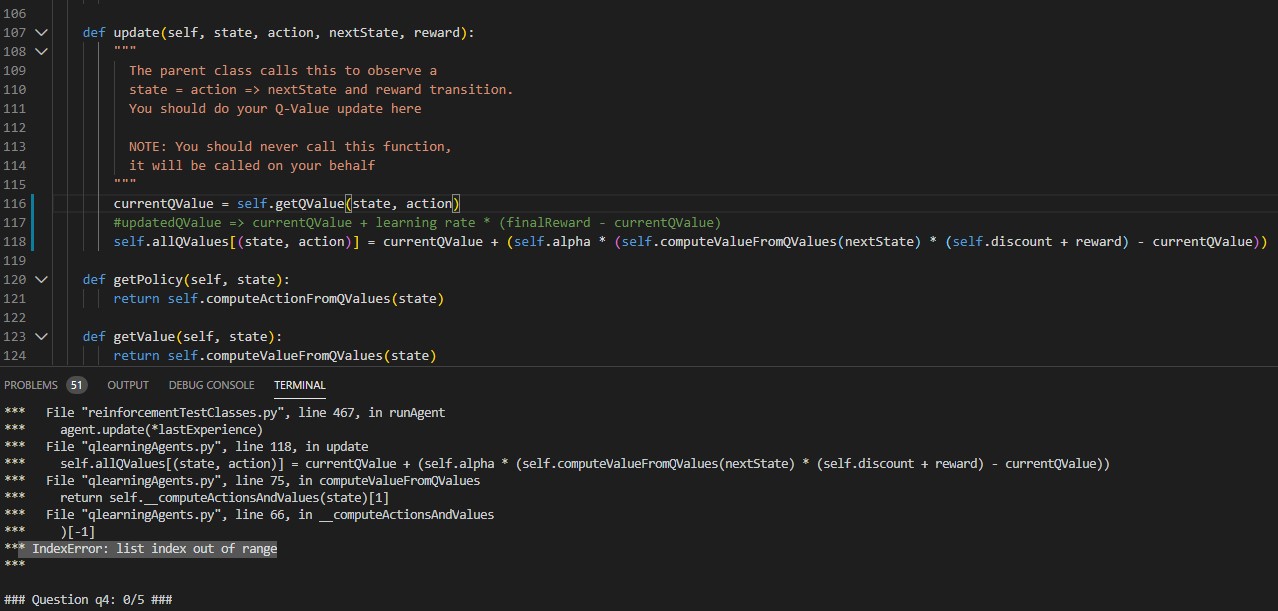 106
107 def update(self, state, action, nextState, reward):
108 """
109 The parent class calls this to observe a
110 state = action => nextState and reward transition.
111 You should do your Q-Value update here
112
113 NOTE: You should never call this function,
114 it will be called on your behalf
115 """
116 currentQValue = self.getQValue(state, action)
117 #updatedQValue => currentQValue + learning rate * (finalReward - currentQValue)
118 self.allQValues[(state, action)] = currentQValue + (self.alpha * (self.computeValueFromQValues(nextState) * (self.discount + reward) - currentQValue))
119
120 def getPolicy(self, state):
121 return self.computeActionFromQValues(state)
122
123 def getValue(self, state):
124 return self.computeValueFromQValues(state)
PROBLEMS 51 OUTPUT DEBUG CONSOLE TERMINAL
*** File "reinforcementTestClasses.py", line 467, in runAgent
*** agent.update(*lastExperience)
*** File "qlearningAgents.py", line 118, in update
*** self.allQValues[(state, action)] = currentQValue + (self.alpha * (self.computeValueFromQValues(nextState) * (self.discount + reward) - currentQValue))
*** File "qlearningAgents.py", line 75, in computeValueFromQValues
*** return self.__computeActionsAndValues(state)[1]
*** File "qlearningAgents.py", line 66, in __computeActionsAndValues
*** )[-1]
*** IndexError: list index out of range
***
### Question q4: 0/5 ###